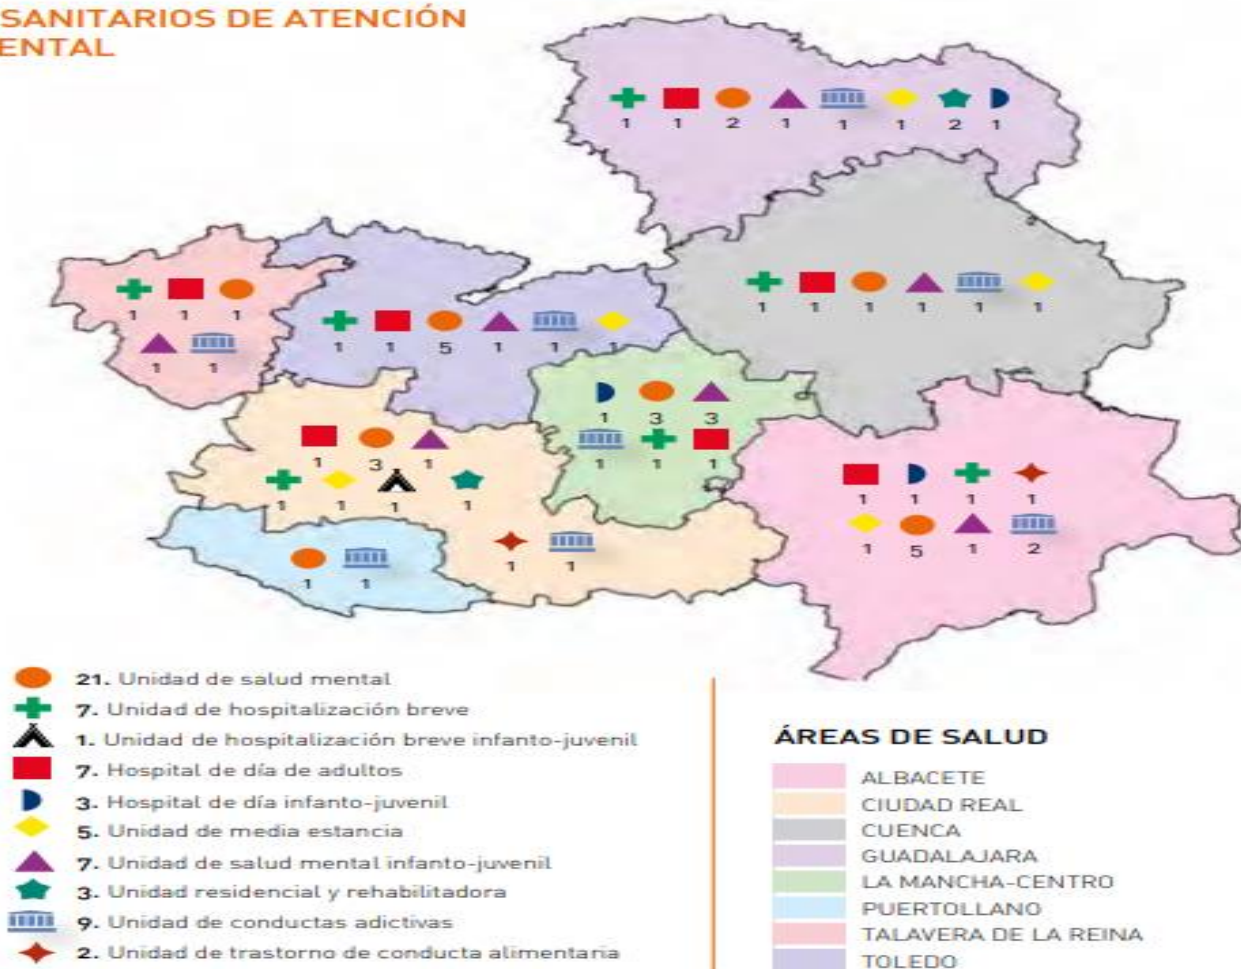 SANITARIOS DE ATENCIÓN
ENTAL
1 1 2 1 1 1 2 1
1 1 1 1 1 1
1 1 1
1 1
1 1 5 1 1 1
1 3 3
1 1 1
1 3 1
1 1 1 1
1 1
1 1
1 1 1 1
1 5 1 2
21. Unidad de salud mental
7. Unidad de hospitalización breve
1. Unidad de hospitalización breve infanto-juvenil
7. Hospital de día de adultos
3. Hospital de día infanto-juvenil
5. Unidad de media estancia
7. Unidad de salud mental infanto-juvenil
3. Unidad residencial y rehabilitadora
9. Unidad de conductas adictivas
2. Unidad de trastorno de conducta alimentaria
ÁREAS DE SALUD
ALBACETE
CIUDAD REAL
CUENCA
GUADALAJARA
LA MANCHA-CENTRO
PUERTOLLANO
TALAVERA DE LA REINA
TOLEDO